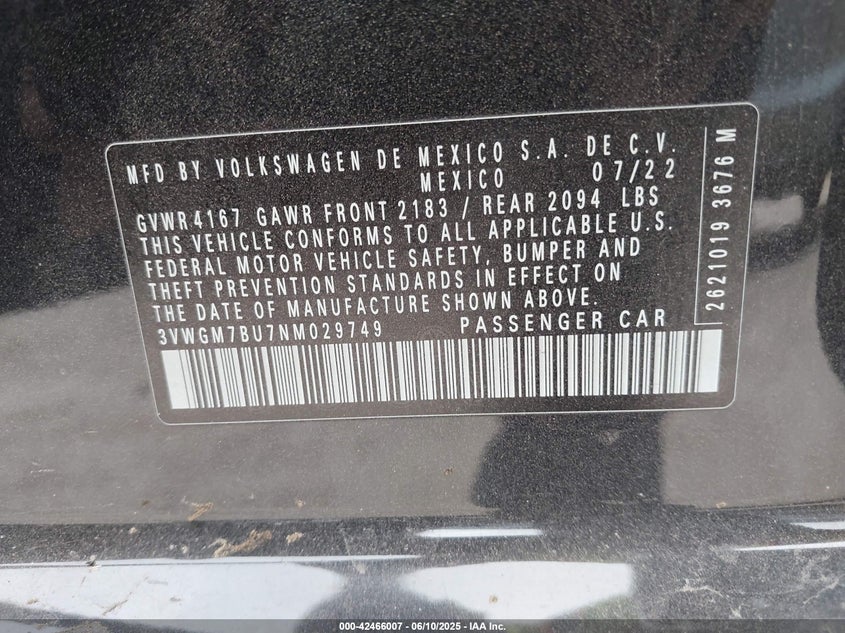 MFD BY VOLKSWAGEN DE MEXICO S.A. DE C.V.
MEXICO 07/22
GVWR4167 GAWR FRONT 2183 / REAR 2094 LBS
THIS VEHICLE CONFORMS TO ALL APPLICABLE U.S.
FEDERAL MOTOR VEHICLE SAFETY, BUMPER AND
THEFT PREVENTION STANDARDS IN EFFECT ON
THE DATE OF MANUFACTURE SHOWN ABOVE.
3VWGM7BU7NM029749 PASSENGER CAR
2621019 3676 M
000-42466007 - 06/10/2025 - IAA Inc.